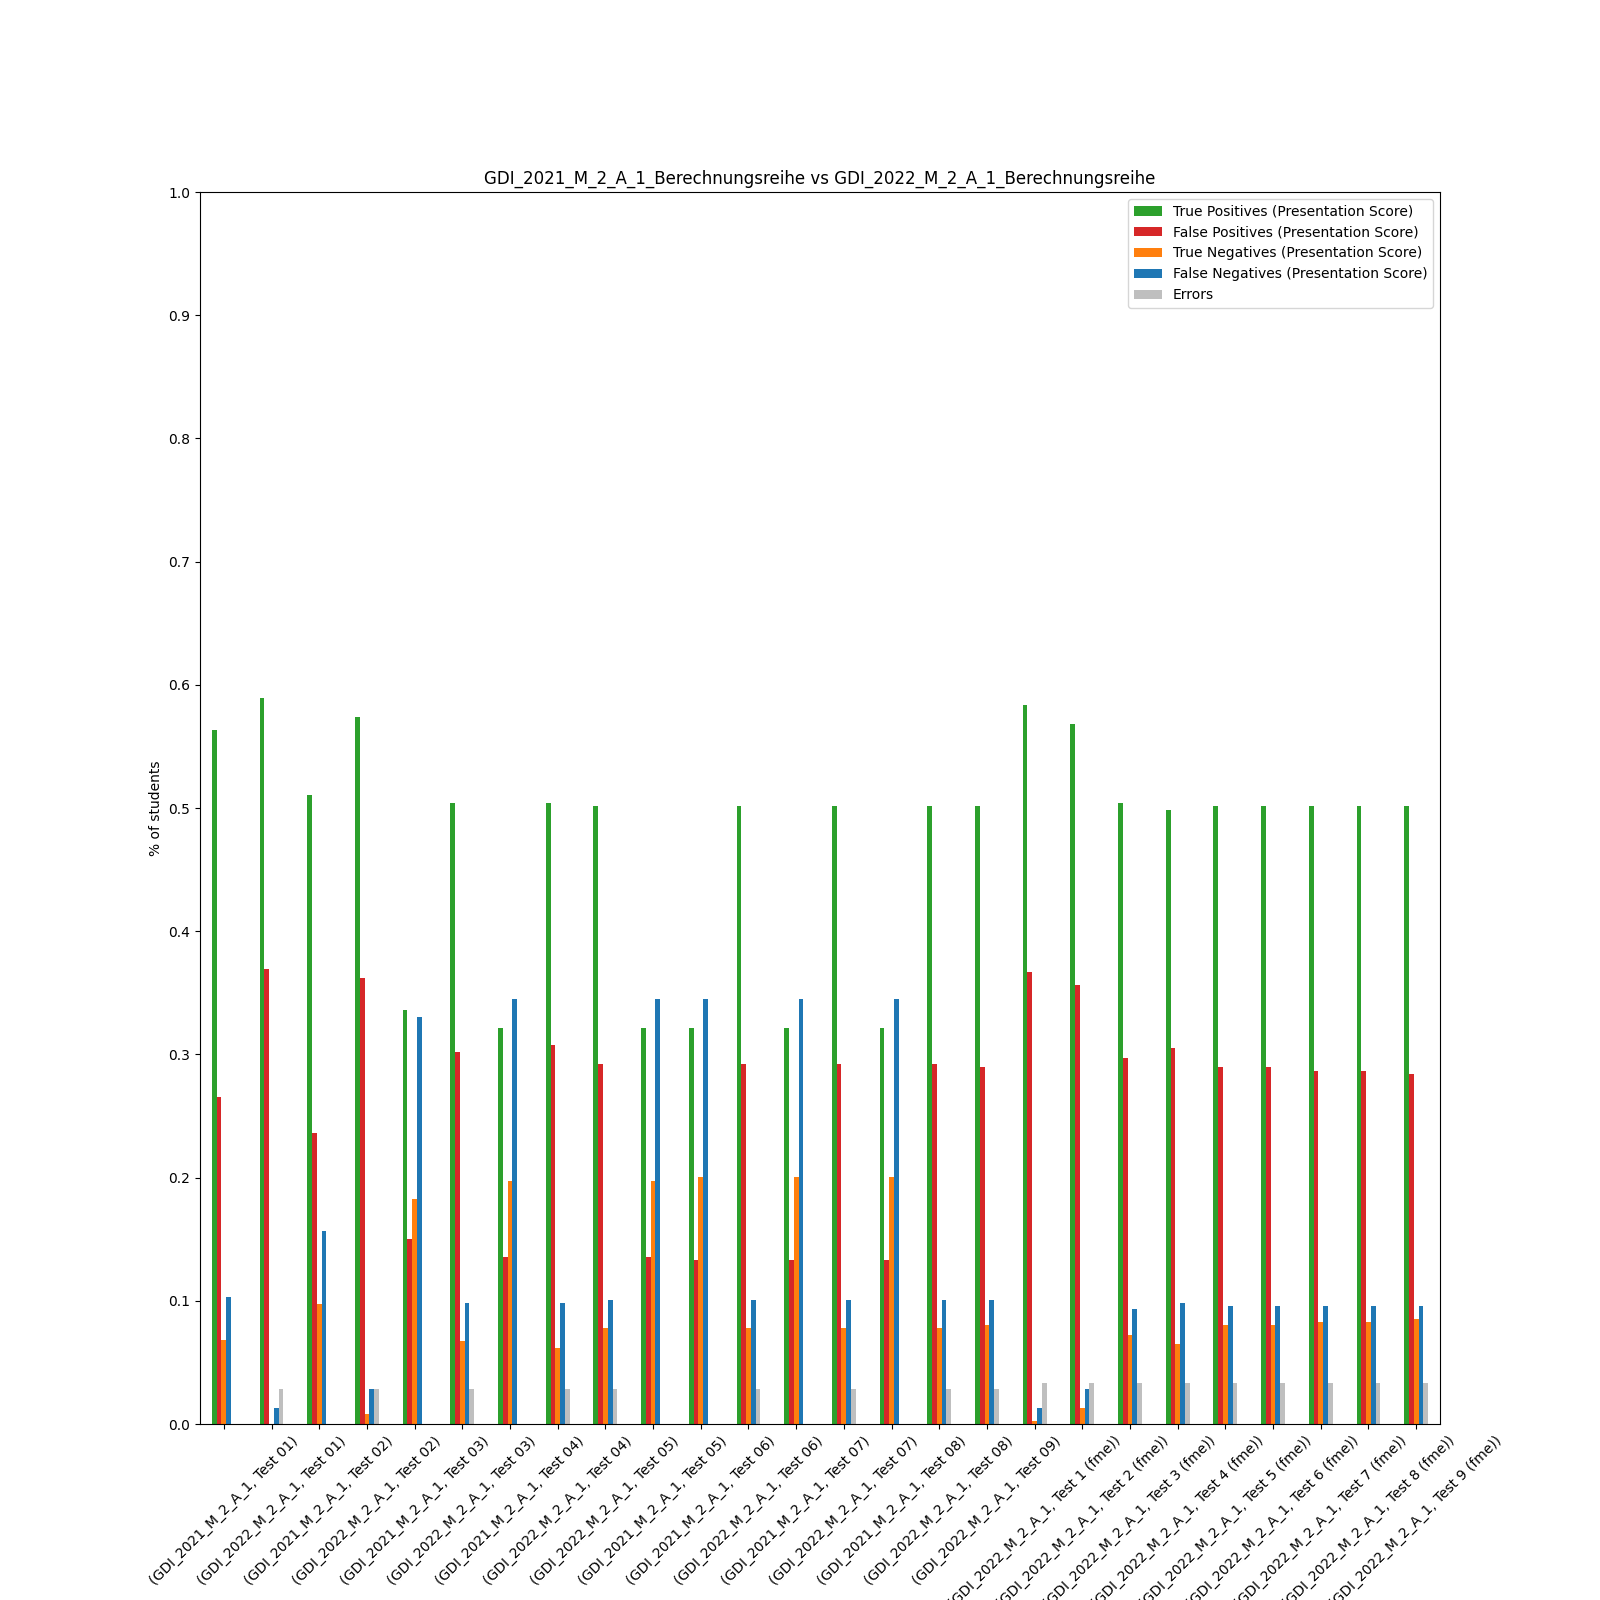 GDI_2021_M_2_A_1_Berechnungsreihe vs GDI_2022_M_2_A_1_Berechnungsreihe
True Positives (Presentation Score)
False Positives (Presentation Score)
True Negatives (Presentation Score)
False Negatives (Presentation Score)
Errors
% of students
1.0
0.9
0.8
0.7
0.6
0.5
0.4
0.3
0.2
0.1
0.0
(GDI_2021_M_2_A_1, Test 01)
(GDI_2022_M_2_A_1, Test 01)
(GDI_2021_M_2_A_1, Test 02)
(GDI_2022_M_2_A_1, Test 02)
(GDI_2021_M_2_A_1, Test 03)
(GDI_2022_M_2_A_1, Test 03)
(GDI_2021_M_2_A_1, Test 04)
(GDI_2022_M_2_A_1, Test 04)
(GDI_2022_M_2_A_1, Test 05)
(GDI_2021_M_2_A_1, Test 05)
(GDI_2021_M_2_A_1, Test 06)
(GDI_2022_M_2_A_1, Test 06)
(GDI_2021_M_2_A_1, Test 07)
(GDI_2022_M_2_A_1, Test 07)
(GDI_2021_M_2_A_1, Test 08)
(GDI_2022_M_2_A_1, Test 08)
(GDI_2022_M_2_A_1, Test 09)
(GDI_2022_M_2_A_1, Test 1 (fme))
(GDI_2022_M_2_A_1, Test 2 (fme))
(GDI_2022_M_2_A_1, Test 3 (fme))
(GDI_2022_M_2_A_1, Test 4 (fme))
(GDI_2022_M_2_A_1, Test 5 (fme))
(GDI_2022_M_2_A_1, Test 6 (fme))
(GDI_2022_M_2_A_1, Test 7 (fme))
(GDI_2022_M_2_A_1, Test 8 (fme))
(GDI_2022_M_2_A_1, Test 9 (fme))